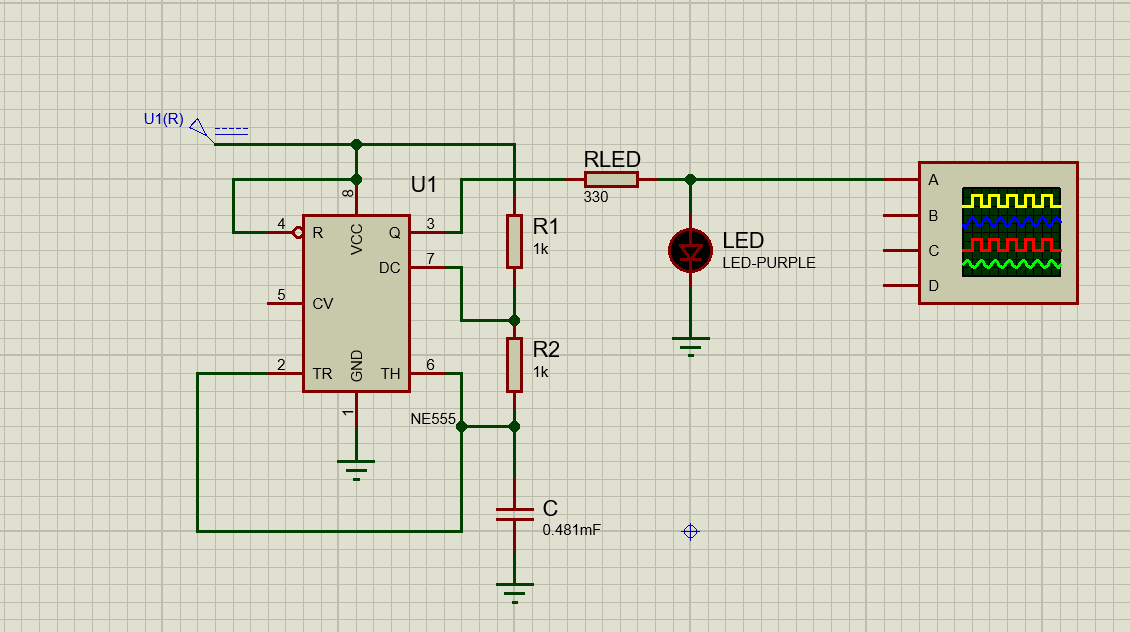 U1(R)
U1
8
VCC
4
R
Q
3
DC
7
5
CV
2
TR
GND
TH
6
1
NE555
R1
1k
R2
1k
C
0.481mF
RLED
330
LED
LED-PURPLE
A
B
C
D